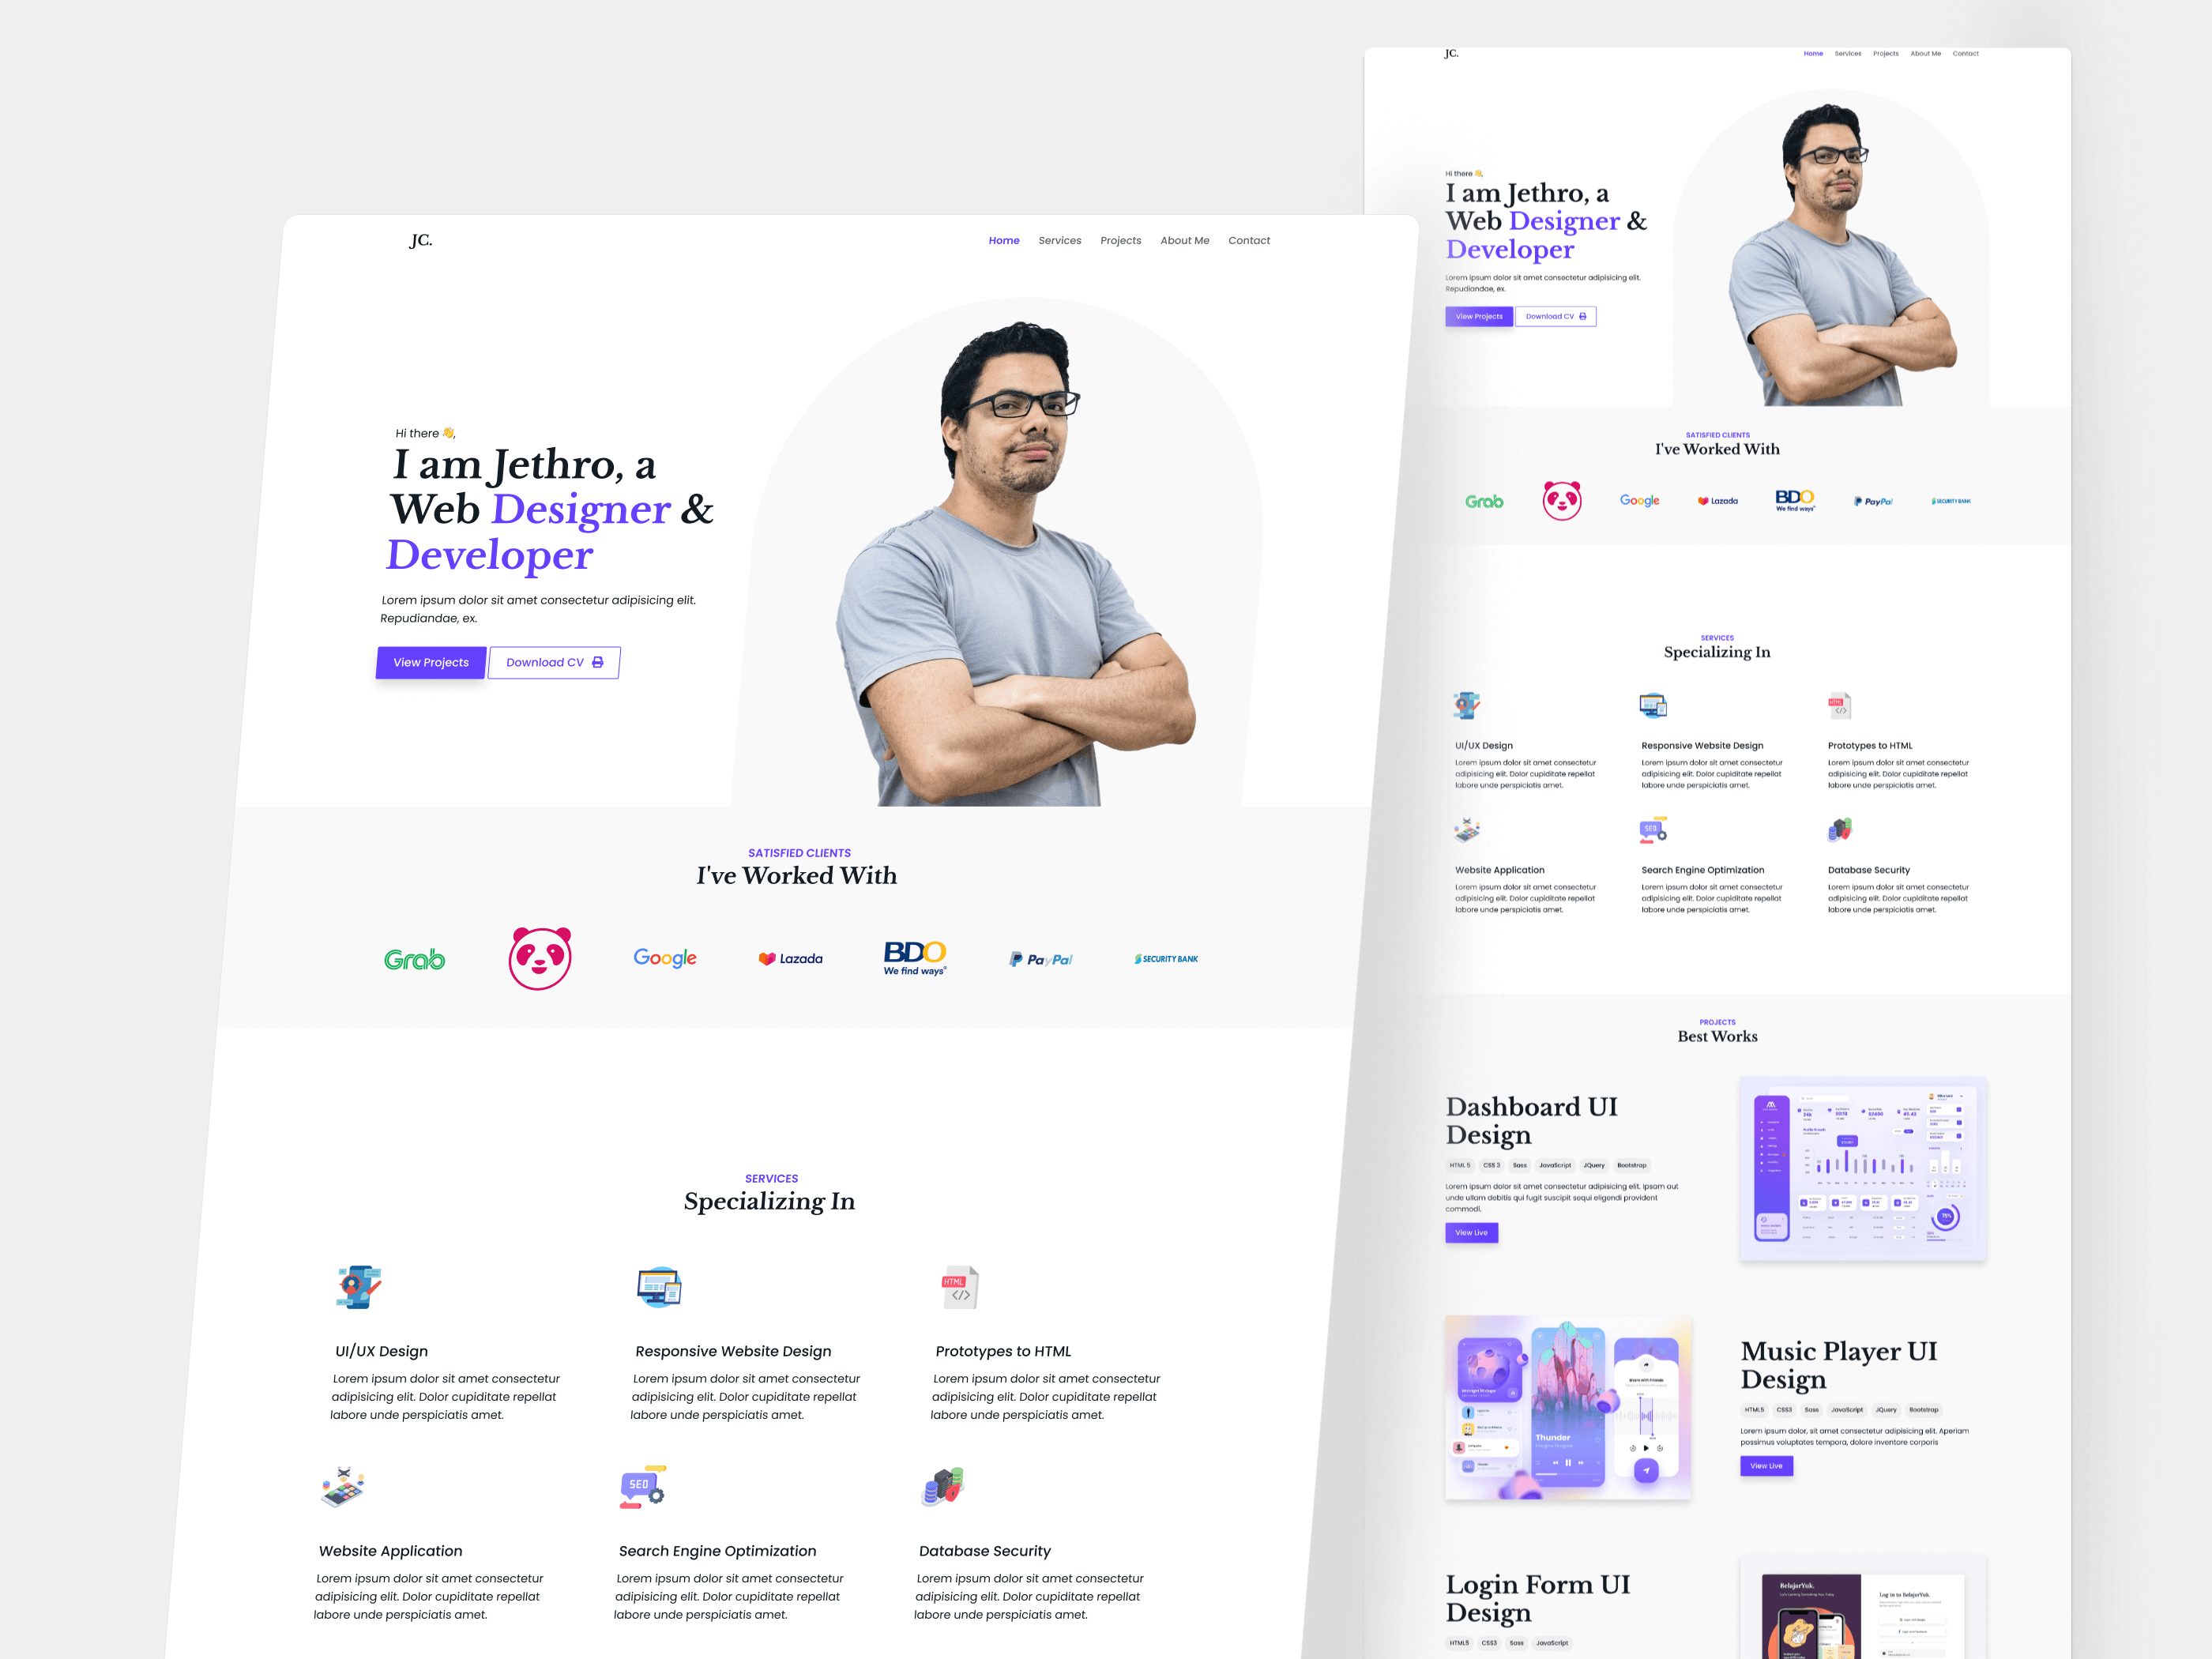 JC.
Home Services Projects About Me Contact
Hi there 👋,
I am Jethro, a
Web Designer &
Developer
Lorem ipsum dolor sit amet consectetur adipisicing elit.
Repudiandae, ex.
View Projects
Download CV
SATISFIED CLIENTS
I've Worked With
Grab
Google
Lazada
BDO
We find ways®
PayPal
SECURITY BANK
SERVICES
Specializing In
HTML
</>
UI/UX Design
Lorem ipsum dolor sit amet consectetur
adipisicing elit. Dolor cupiditate repellat
labore unde perspiciatis amet.
Responsive Website Design
Lorem ipsum dolor sit amet consectetur
adipisicing elit. Dolor cupiditate repellat
labore unde perspiciatis amet.
Prototypes to HTML
Lorem ipsum dolor sit amet consectetur
adipisicing elit. Dolor cupiditate repellat
labore unde perspiciatis amet.
SEO
Website Application
Lorem ipsum dolor sit amet consectetur
adipisicing elit. Dolor cupiditate repellat
labore unde perspiciatis amet.
Search Engine Optimization
Lorem ipsum dolor sit amet consectetur
adipisicing elit. Dolor cupiditate repellat
labore unde perspiciatis amet.
Database Security
Lorem ipsum dolor sit amet consectetur
adipisicing elit. Dolor cupiditate repellat
labore unde perspiciatis amet.
JC.
Home Services Projects About Me Contact
Hi there 👋,
I am Jethro, a
Web Designer &
Developer
Lorem ipsum dolor sit amet consectetur adipisicing elit.
Repudiandae, ex.
View Projects
Download CV
SATISFIED CLIENTS
I've Worked With
Grab
Google
Lazada
BDO
We find ways®
PayPal
SECURITY BANK
SERVICES
Specializing In
HTML
</>
UI/UX Design
Lorem ipsum dolor sit amet consectetur
adipisicing elit. Dolor cupiditate repellat
labore unde perspiciatis amet.
Responsive Website Design
Lorem ipsum dolor sit amet consectetur
adipisicing elit. Dolor cupiditate repellat
labore unde perspiciatis amet.
Prototypes to HTML
Lorem ipsum dolor sit amet consectetur
adipisicing elit. Dolor cupiditate repellat
labore unde perspiciatis amet.
SEO
Website Application
Lorem ipsum dolor sit amet consectetur
adipisicing elit. Dolor cupiditate repellat
labore unde perspiciatis amet.
Search Engine Optimization
Lorem ipsum dolor sit amet consectetur
adipisicing elit. Dolor cupiditate repellat
labore unde perspiciatis amet.
Database Security
Lorem ipsum dolor sit amet consectetur
adipisicing elit. Dolor cupiditate repellat
labore unde perspiciatis amet.
PROJECTS
Best Works
Dashboard UI
Design
HTML 5 CSS 3 Sass JavaScript JQuery Bootstrap
Lorem ipsum dolor sit amet consectetur adipisicing elit. Ipsam aut
unde ullam debitis qui fugit suscipit sequi eligendi provident
commodi.
View Live
75%
Share with Friends
Thunder
Music Player UI
Design
HTML5 CSS3 Sass JavaScript JQuery Bootstrap
Lorem ipsum dolor, sit amet consectetur adipisicing elit. Aperiam
possimus voluptates tempora, dolore inventore corporis
View Live
Login Form UI
Design
HTML5 CSS3 Sass JavaScript
BelajarYuk.
Log in to BelajarYuk.